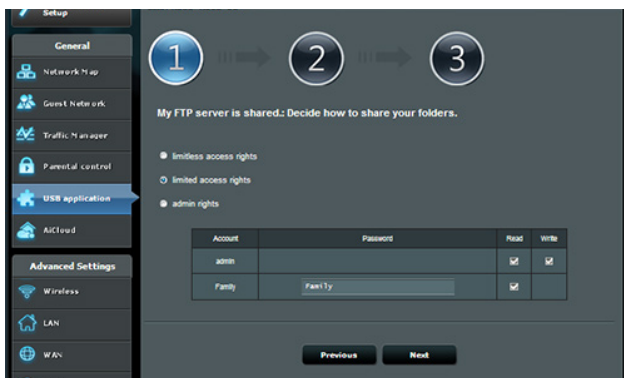 Setup
General
Network Map
Guest Network
Traffic Manager
Parental control
USB application
AiCloud
Advanced Settings
Wireless
LAN
WAN
1
2
3
My FTP server is shared.: Decide how to share your folders.
limitless access rights
limited access rights
admin rights
Account Password Read Write
admin
Family Family
Previous Next